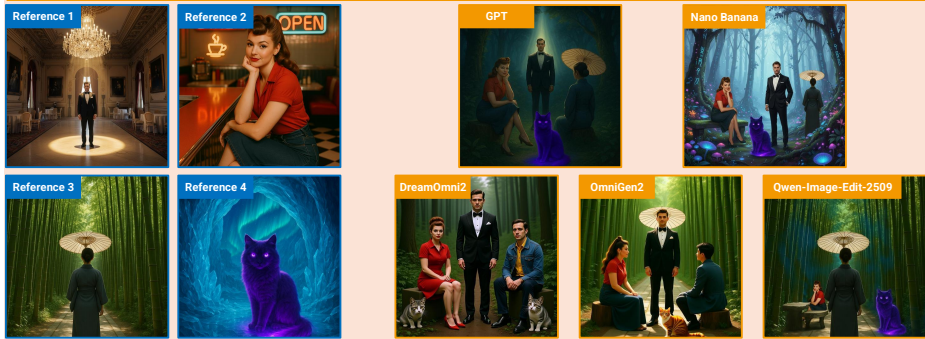 Reference 1
Reference 2
OPEN
GPT
Nano Banana
Reference 3
Reference 4
DreamOmni2
OmniGen2
Qwen-Image-Edit-2509